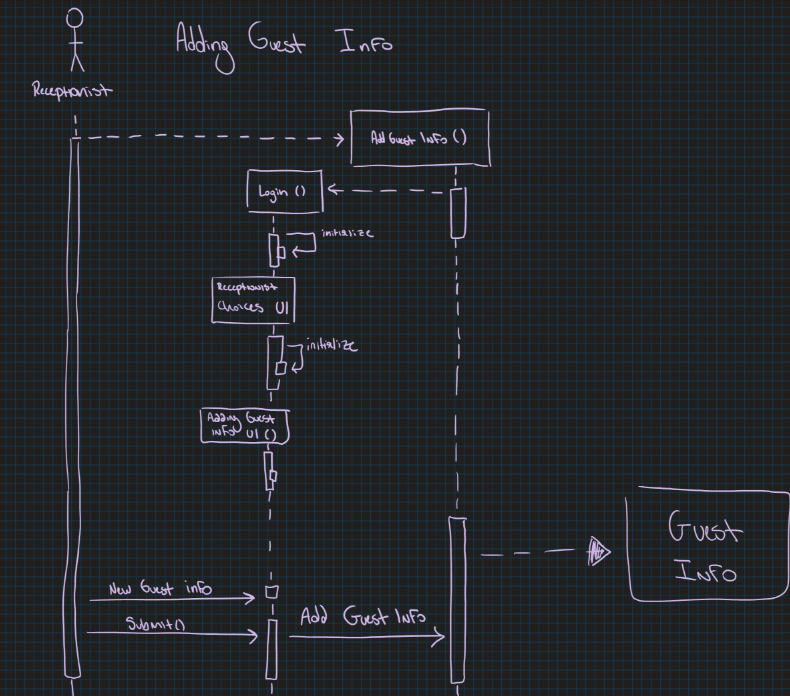 Adding Guest Info
Receptionist
Add Guest Info ()
Login ()
initialize
Receptionist
Choices UI
initialize
Adding Guest
info UI ()
Guest
Info
New Guest info
Submit()
Add Guest Info